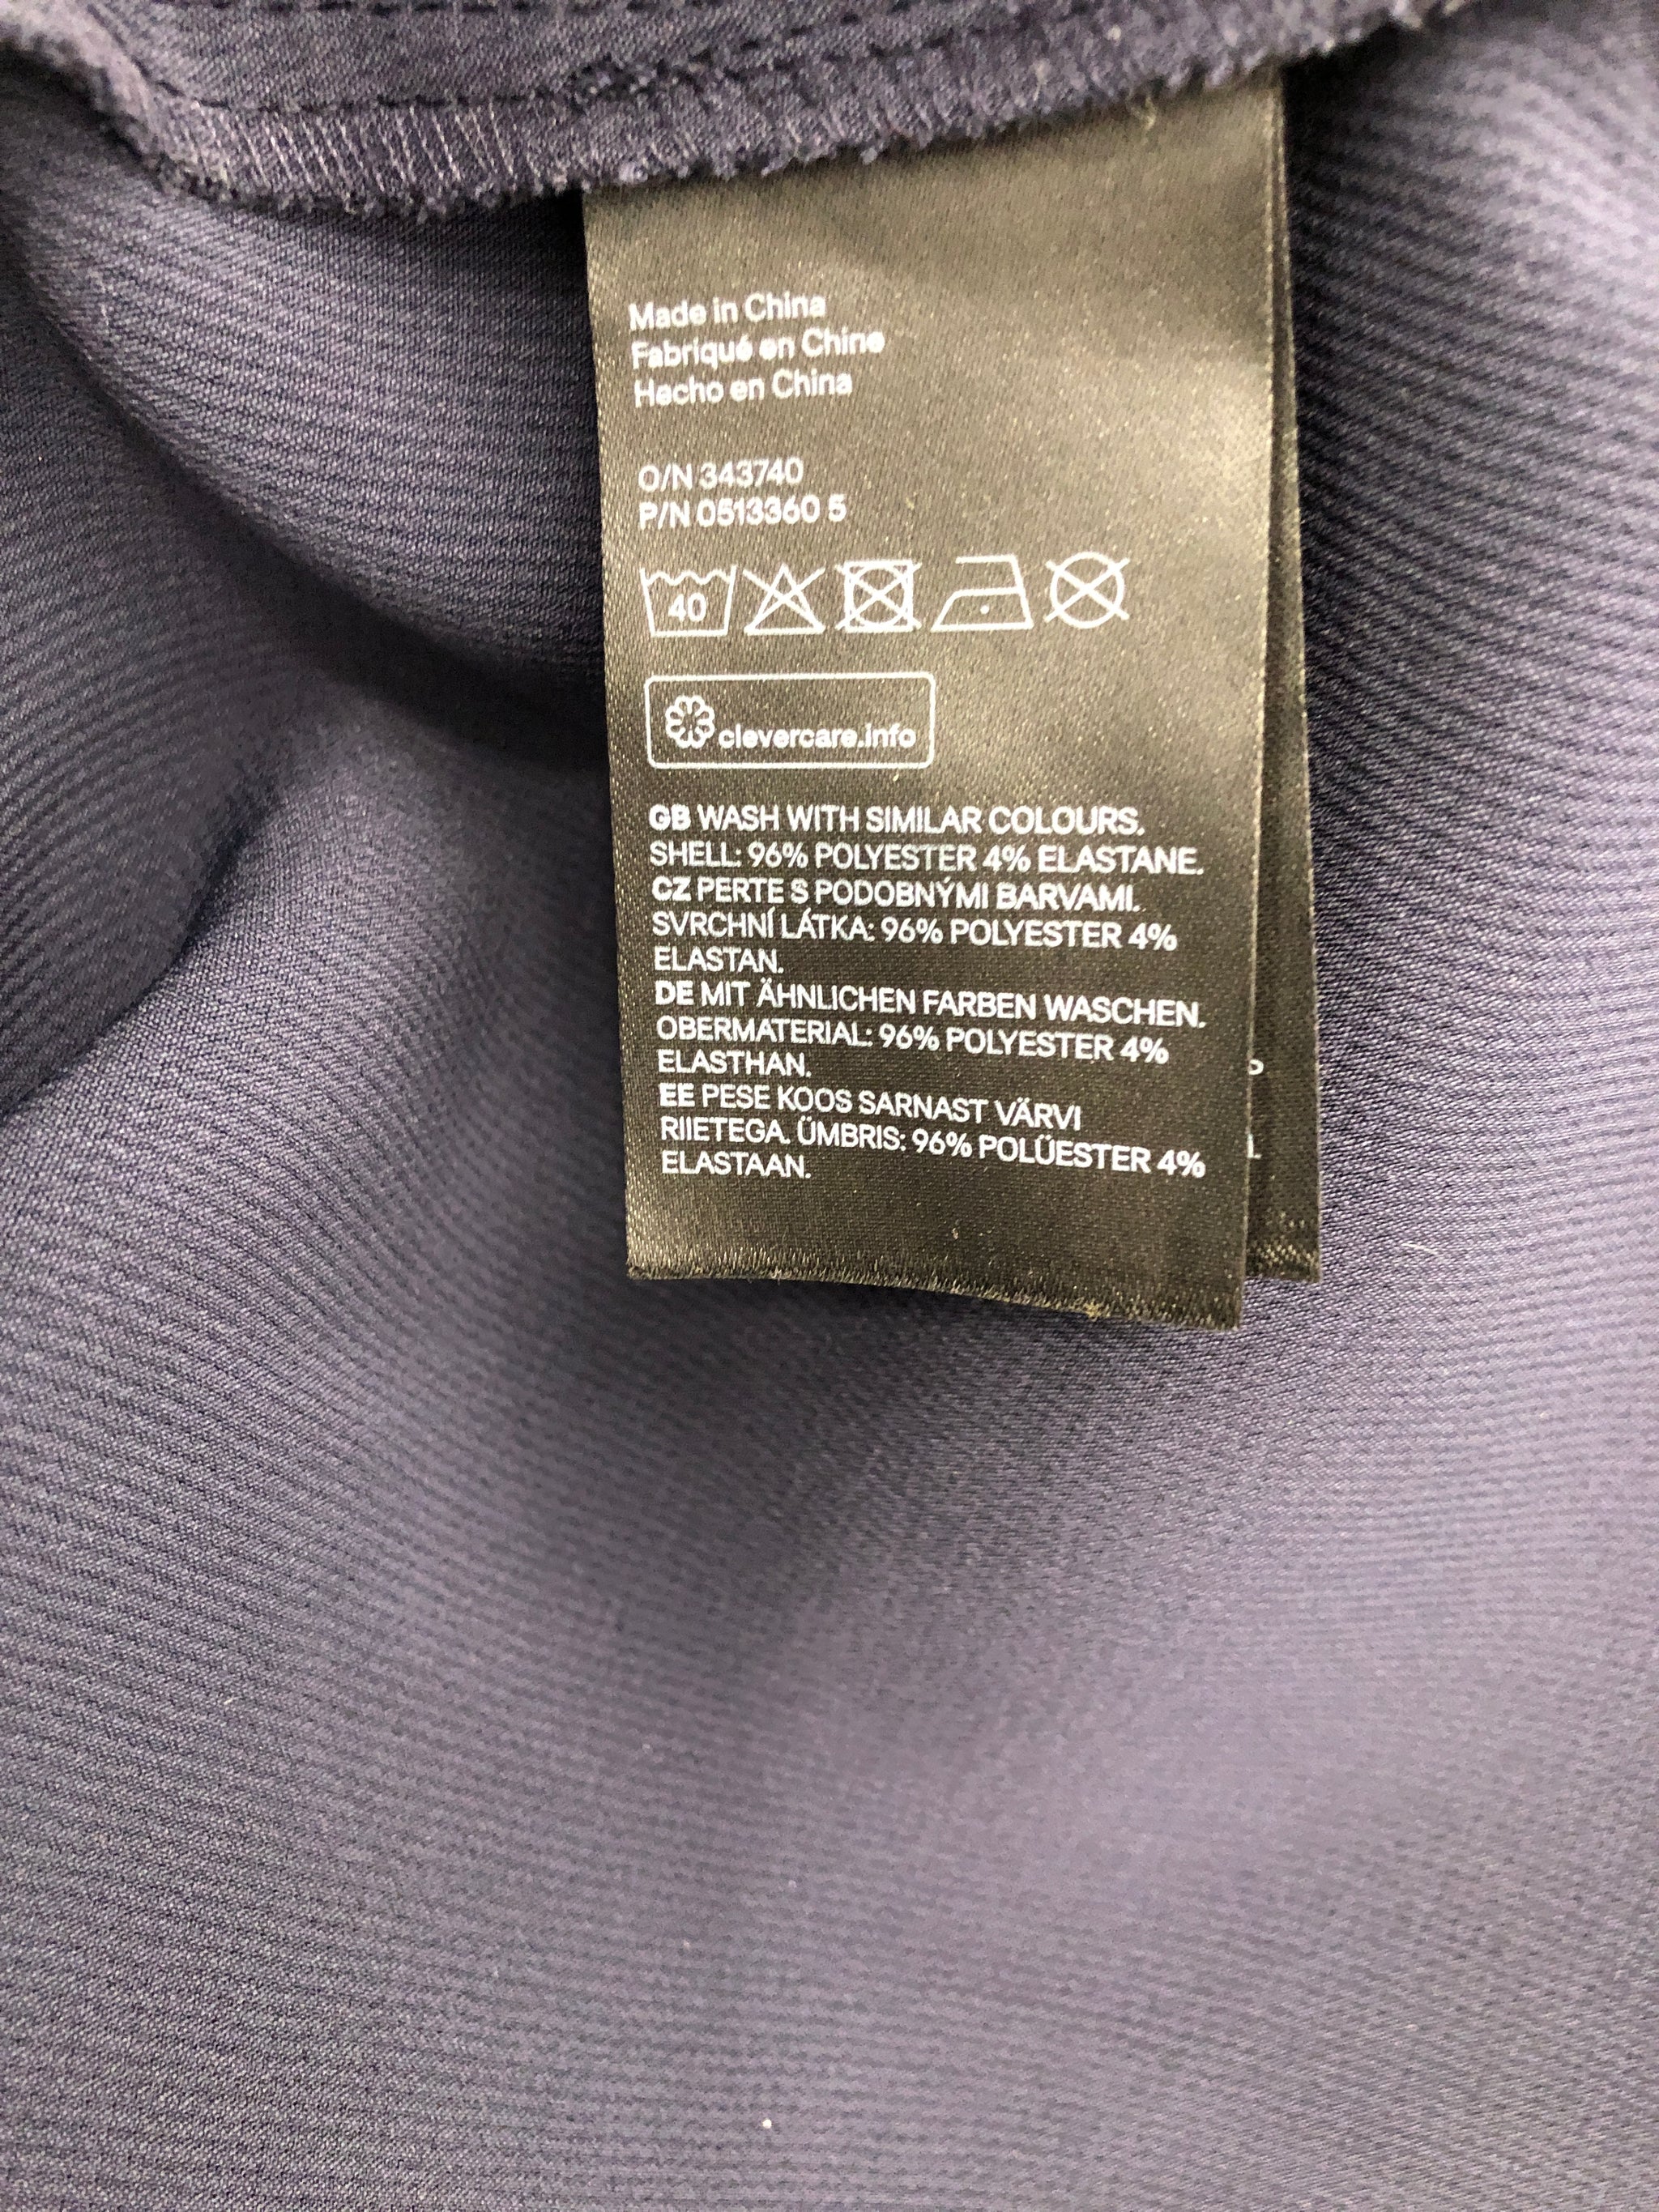 Made in China
Fabriqué en Chine
Hecho en China
O/N 343740
P/N 0513360 5
40
clevercare.info
GB WASH WITH SIMILAR COLOURS.
SHELL: 96% POLYESTER 4% ELASTANE.
CZ PERTE S PODOBNÝMI BARVAMI.
SVRCHNÍ LÁTKA: 96% POLYESTER 4%
ELASTAN.
DE MIT ÄHNLICHEN FARBEN WASCHEN.
OBERMATERIAL: 96% POLYESTER 4%
ELASTHAN.
EE PESE KOOS SARNAST VÄRVI
RIIETEGA. ÜMBRIS: 96% POLÜESTER 4%
ELASTAAN.